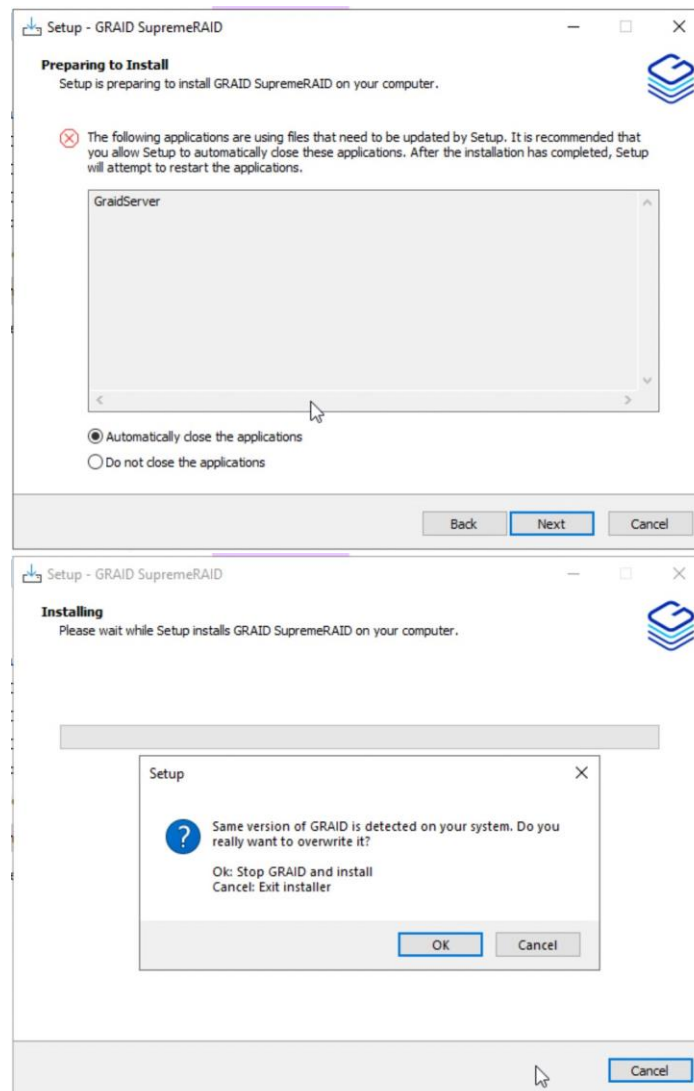 Setup - GRAID SupremeRAID
Preparing to Install
Setup is preparing to install GRAID SupremeRAID on your computer.
The following applications are using files that need to be updated by Setup. It is recommended that
you allow Setup to automatically close these applications. After the installation has completed, Setup
will attempt to restart the applications.
GraidServer
Automatically close the applications
Do not close the applications
Back
Next
Cancel
Setup - GRAID SupremeRAID
Installing
Please wait while Setup installs GRAID SupremeRAID on your computer.
Setup
Same version of GRAID is detected on your system. Do you
really want to overwrite it?
Ok: Stop GRAID and install
Cancel: Exit installer
OK
Cancel
Cancel